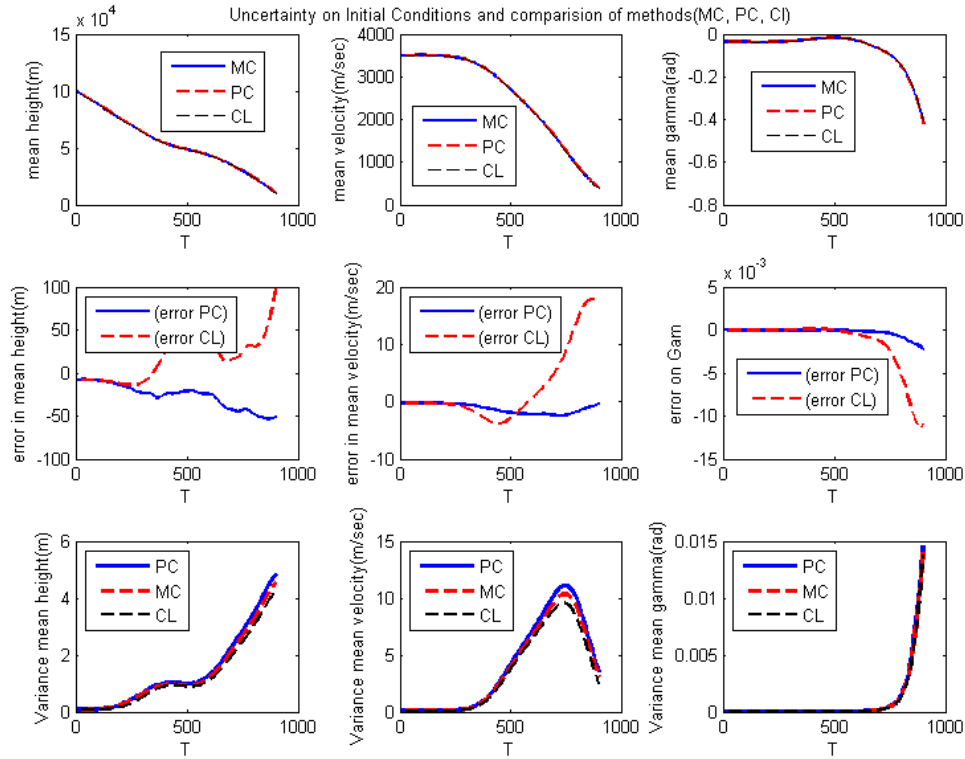 Uncertainty on Initial Conditions and comparision of methods(MC, PC, Cl)
x 10^4
mean height(m)
15
10
5
0
MC
PC
CL
0 500 1000
T
mean velocity(m/sec)
4000
3000
2000
1000
0
MC
PC
CL
0 500 1000
T
mean gamma(rad)
0
-0.2
-0.4
-0.6
-0.8
MC
PC
CL
0 500 1000
T
error in mean height(m)
100
50
0
-50
-100
(error PC)
(error CL)
0 500 1000
T
error in mean velocity(m/sec)
20
10
0
-10
(error PC)
(error CL)
0 500 1000
T
x 10^-3
error on Gam
5
0
-5
-10
-15
(error PC)
(error CL)
0 500 1000
T
Variance mean height(m)
6
4
2
0
PC
MC
CL
0 500 1000
T
Variance mean velocity(m/sec)
15
10
5
0
PC
MC
CL
0 500 1000
T
Variance mean gamma(rad)
0.015
0.01
0.005
0
PC
MC
CL
0 500 1000
T